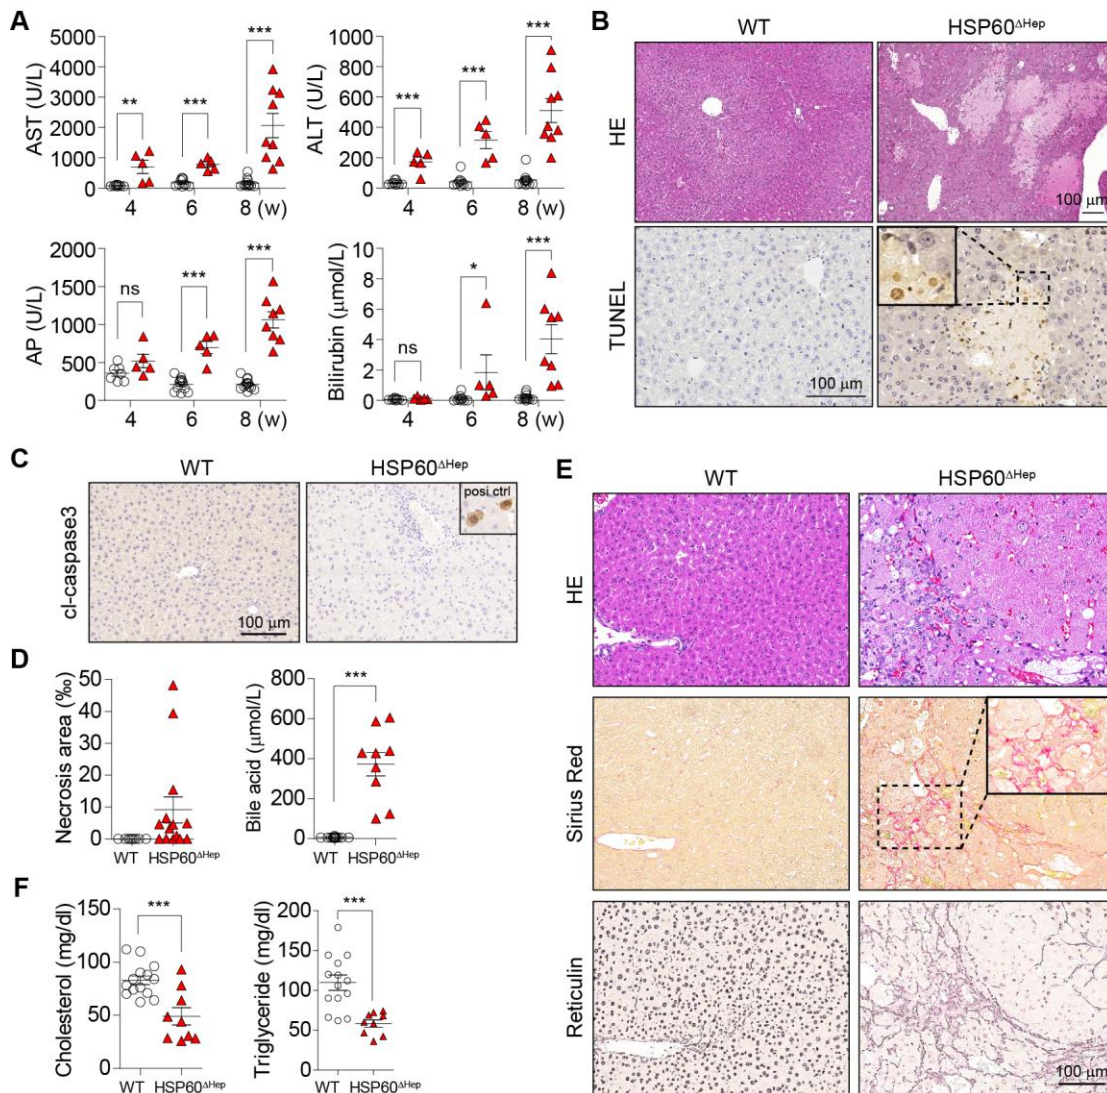 A
AST (U/L)
5000
4000
3000
2000
1000
0
**
***
***
4
6
8 (w)
ALT (U/L)
1000
800
600
400
200
0
***
***
***
4
6
8 (w)
AP (U/L)
2000
1500
1000
500
0
ns
***
***
4
6
8 (w)
Bilirubin (μmol/L)
10
8
6
4
2
0
ns
*
***
4
6
8 (w)
B
WT
HSP60ΔHep
HE
100 μm
TUNEL
100 μm
C
WT
HSP60ΔHep
cl-caspase3
posi ctrl
100 μm
D
Necrosis area (‰)
50
40
30
20
10
0
WT
HSP60ΔHep
Bile acid (μmol/L)
800
600
400
200
0
***
WT
HSP60ΔHep
E
WT
HSP60ΔHep
HE
Sirius Red
Reticulin
100 μm
F
Cholesterol (mg/dl)
150
100
50
0
***
WT
HSP60ΔHep
Triglyceride (mg/dl)
200
150
100
50
0
***
WT
HSP60ΔHep